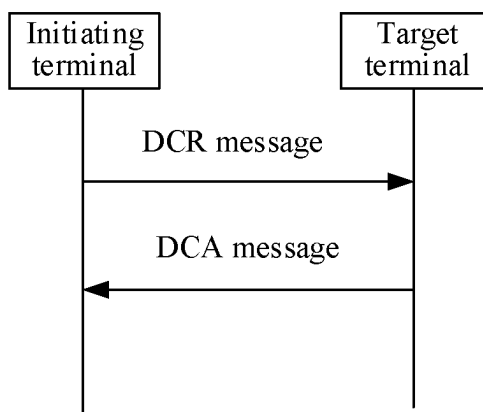 Initiating
terminal
Target
terminal
DCR message
DCA message